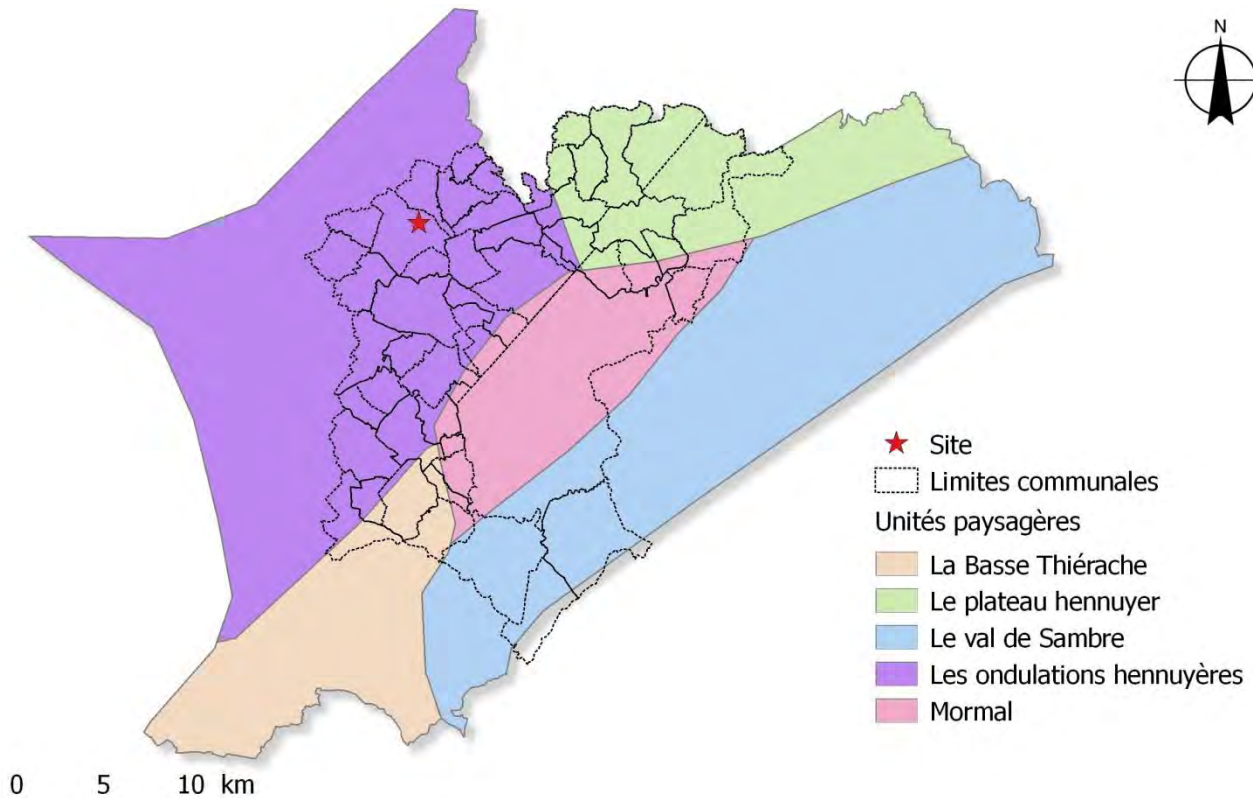 N
Site
Limites communales
Unités paysagères
La Basse Thiérache
Le plateau hennuyer
Le val de Sambre
Les ondulations hennuyères
Mormal
0 5 10 km